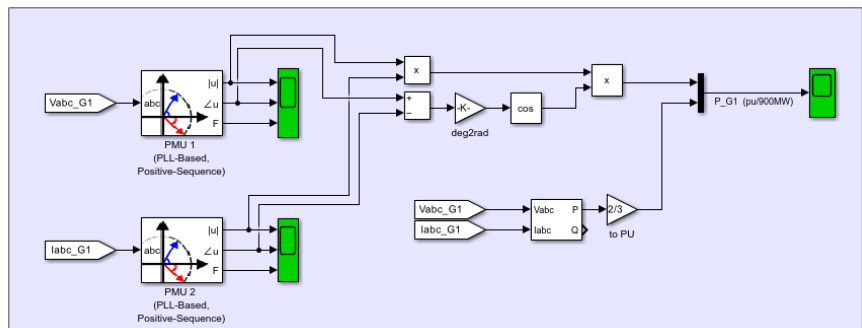 Vabc_G1
abc
|u|
∠u
F
PMU 1
(PLL-Based,
Positive-Sequence)
x
+
−
-K-
deg2rad
cos
x
P_G1 (pu/900MW)
Vabc_G1
Iabc_G1
Vabc
Iabc
P
Q
2/3
to PU
Iabc_G1
abc
|u|
∠u
F
PMU 2
(PLL-Based,
Positive-Sequence)